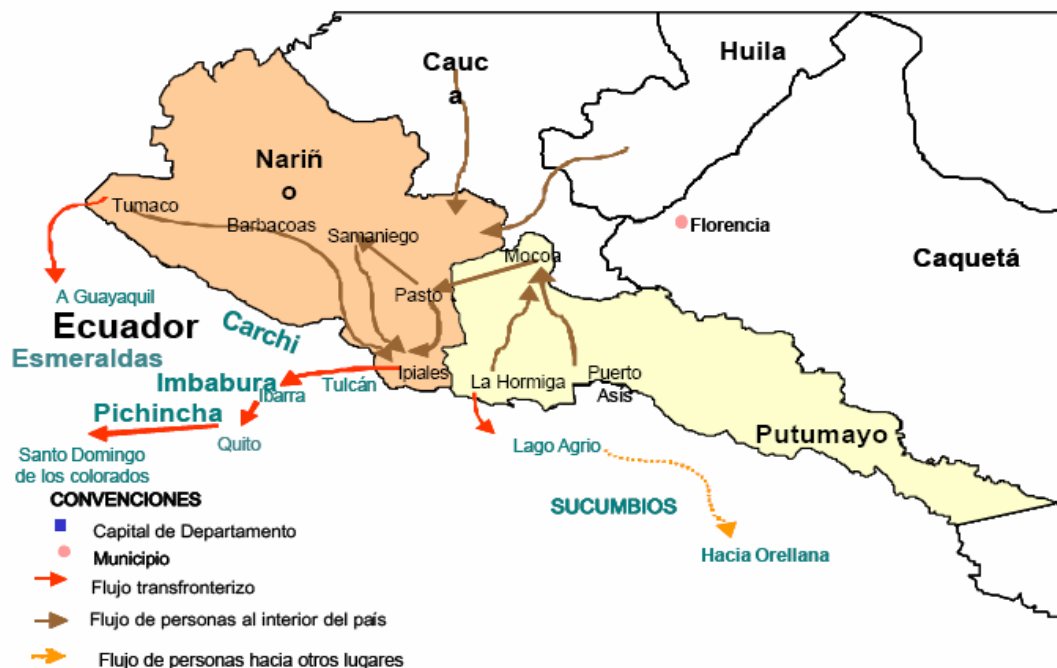 Huila
Cauc
a
Nariñ
o
Tumaco
Barbacoas
Samaniego
Florencia
Mocoa
Caquetá
Pasto
A Guayaquil
Ecuador
Carchi
Esmeraldas
Imbabura
Tulcán
Ipiales
La Hormiga
Puerto
Asis
Ibarra
Pichincha
Putumayo
Quito
Lago Agrio
Santo Domingo
de los colorados
SUCUMBIOS
Hacia Orellana
CONVENCIONES
Capital de Departamento
Municipio
Flujo transfronterizo
Flujo de personas al interior del país
Flujo de personas hacia otros lugares